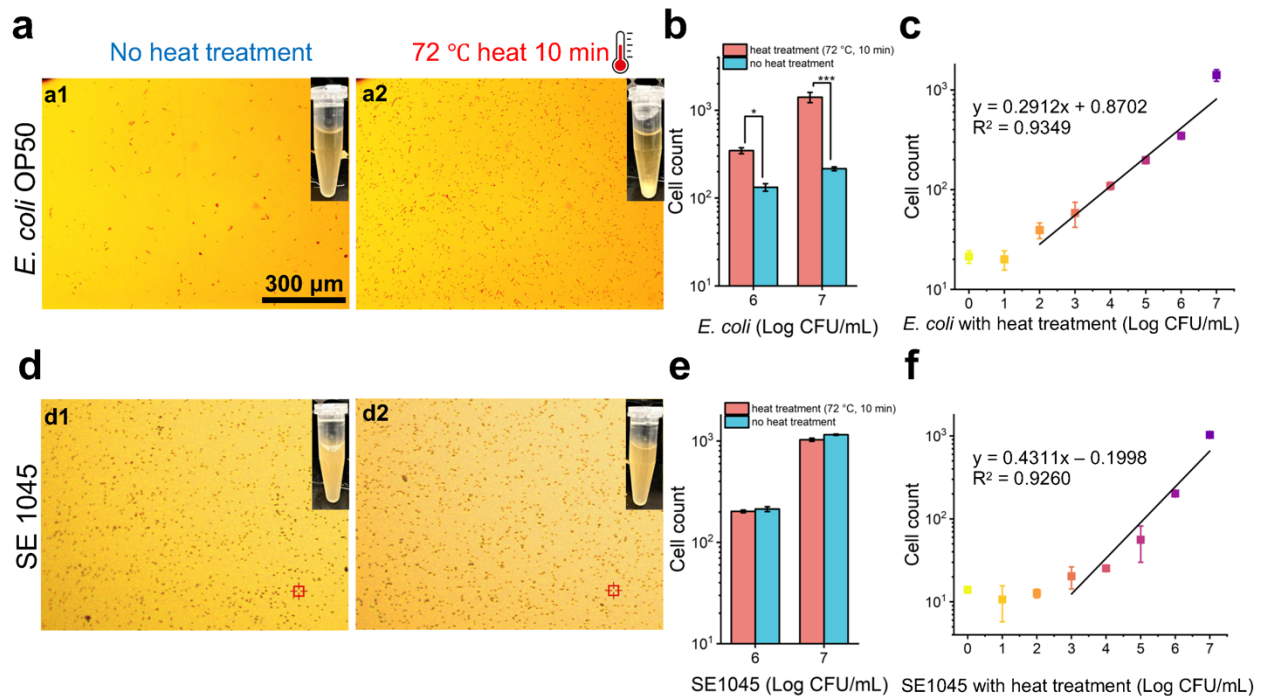 a
No heat treatment
72 ℃ heat 10 min
E. coli OP50
a1
300 μm
a2
b
heat treatment (72 °C, 10 min)
no heat treatment
*
***
Cell count
10³
10²
10¹
6 7
E. coli (Log CFU/mL)
c
y = 0.2912x + 0.8702
R² = 0.9349
Cell count
10³
10²
10¹
0 1 2 3 4 5 6 7
E. coli with heat treatment (Log CFU/mL)
d
SE 1045
d1
d2
e
heat treatment (72 °C, 10 min)
no heat treatment
Cell count
10³
10²
10¹
6 7
SE1045 (Log CFU/mL)
f
y = 0.4311x – 0.1998
R² = 0.9260
Cell count
10³
10²
10¹
0 1 2 3 4 5 6 7
SE1045 with heat treatment (Log CFU/mL)